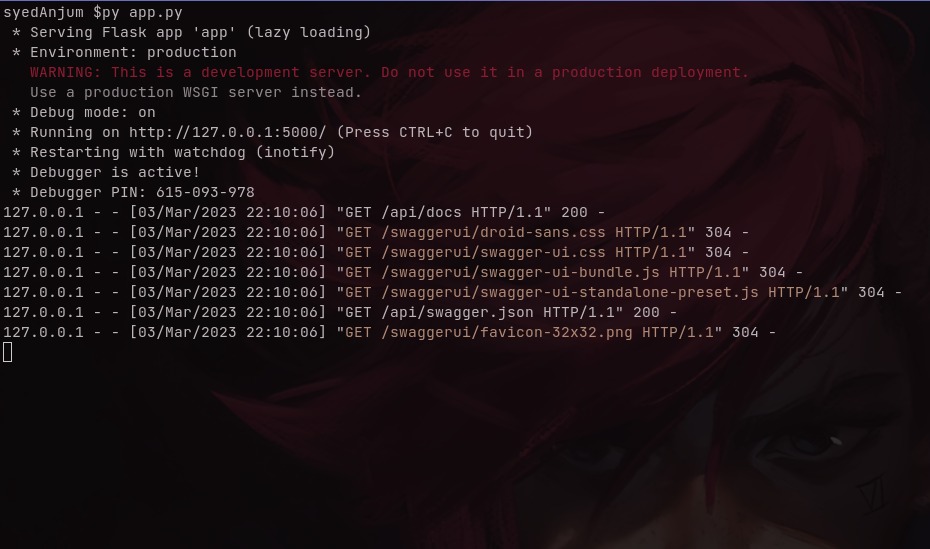 syedAnjum $py app.py
 * Serving Flask app 'app' (lazy loading)
 * Environment: production
   WARNING: This is a development server. Do not use it in a production deployment.
   Use a production WSGI server instead.
 * Debug mode: on
 * Running on http://127.0.0.1:5000/ (Press CTRL+C to quit)
 * Restarting with watchdog (inotify)
 * Debugger is active!
 * Debugger PIN: 615-093-978
127.0.0.1 - - [03/Mar/2023 22:10:06] "GET /api/docs HTTP/1.1" 200 -
127.0.0.1 - - [03/Mar/2023 22:10:06] "GET /swaggerui/droid-sans.css HTTP/1.1" 304 -
127.0.0.1 - - [03/Mar/2023 22:10:06] "GET /swaggerui/swagger-ui.css HTTP/1.1" 304 -
127.0.0.1 - - [03/Mar/2023 22:10:06] "GET /swaggerui/swagger-ui-bundle.js HTTP/1.1" 304 -
127.0.0.1 - - [03/Mar/2023 22:10:06] "GET /swaggerui/swagger-ui-standalone-preset.js HTTP/1.1" 304 -
127.0.0.1 - - [03/Mar/2023 22:10:06] "GET /api/swagger.json HTTP/1.1" 200 -
127.0.0.1 - - [03/Mar/2023 22:10:06] "GET /swaggerui/favicon-32x32.png HTTP/1.1" 304 -
VI